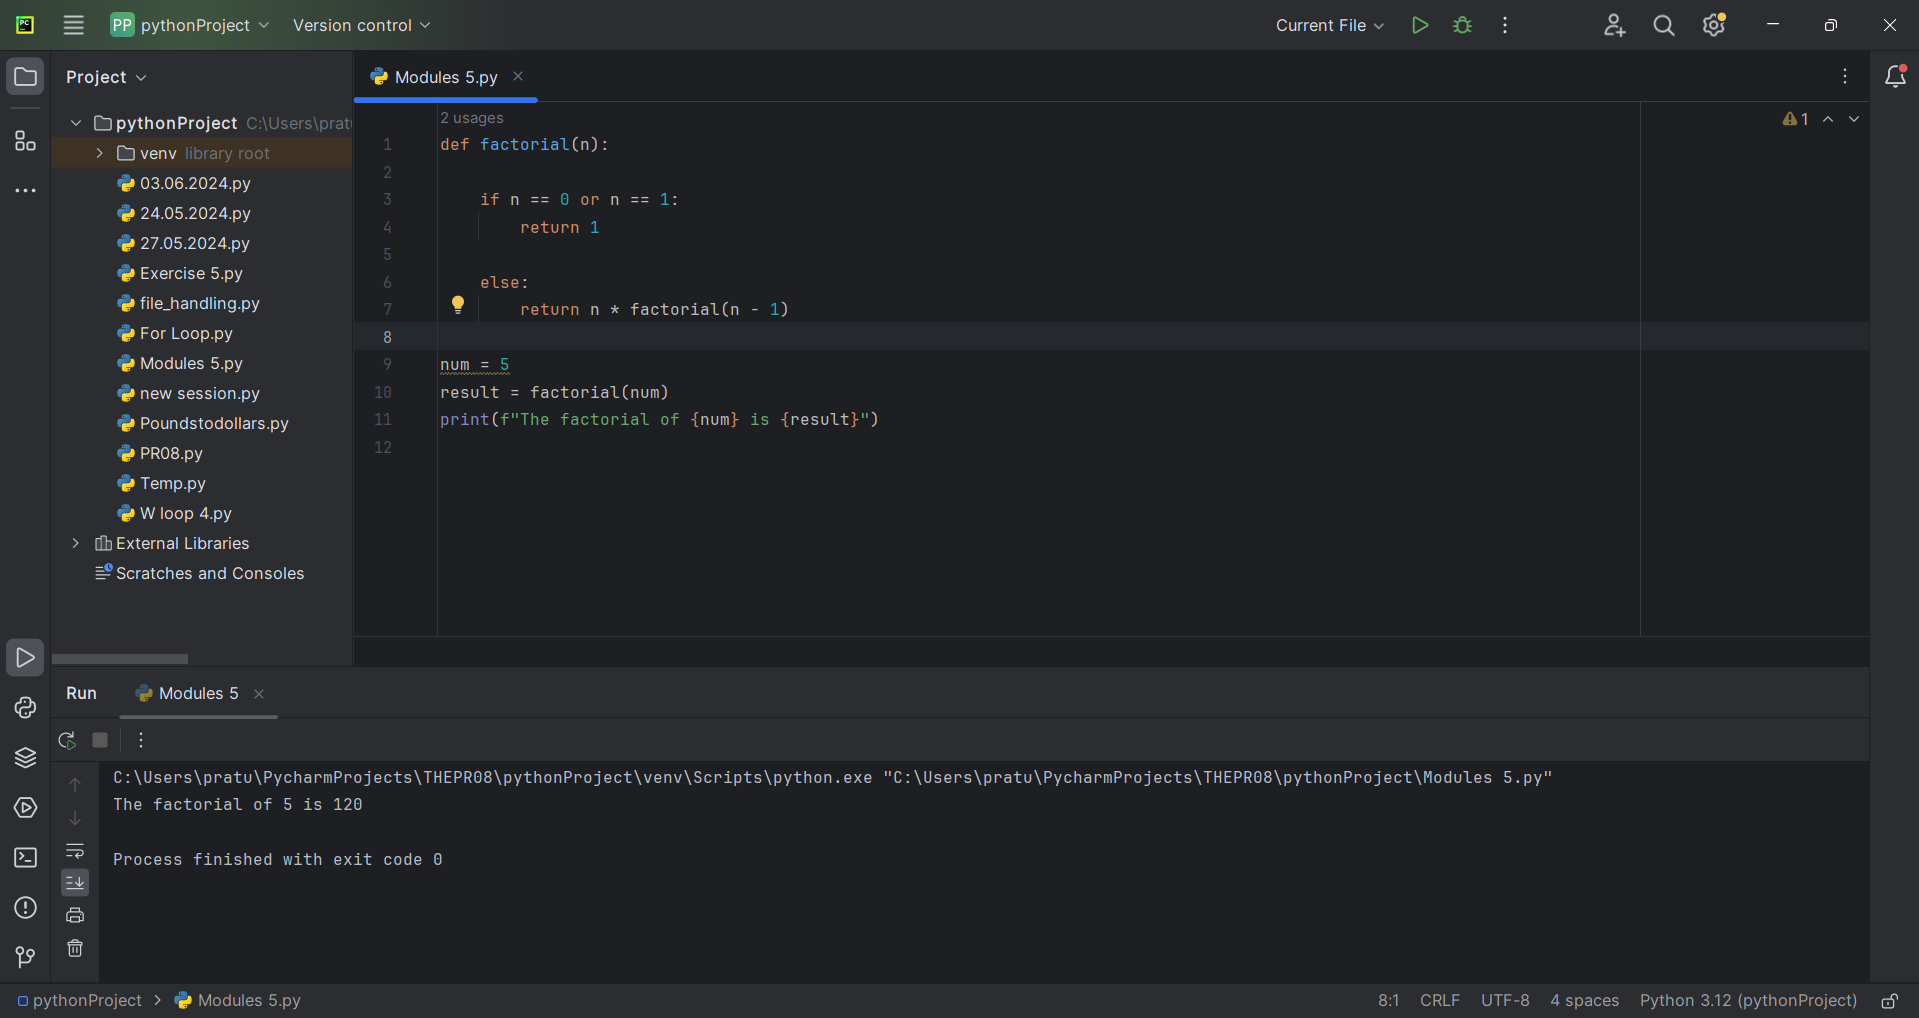 PC
PP pythonProject Version control Current File
Project
Modules 5.py
pythonProject C:\Users\prat
venv library root
03.06.2024.py
24.05.2024.py
27.05.2024.py
Exercise 5.py
file_handling.py
For Loop.py
Modules 5.py
new session.py
Poundstodollars.py
PR08.py
Temp.py
W loop 4.py
External Libraries
Scratches and Consoles
2 usages
1 def factorial(n):
2
3 if n == 0 or n == 1:
4 return 1
5
6 else:
7 return n * factorial(n - 1)
8
9 num = 5
10 result = factorial(num)
11 print(f"The factorial of {num} is {result}")
12
1
Run Modules 5
C:\Users\pratu\PycharmProjects\THEPR08\pythonProject\venv\Scripts\python.exe "C:\Users\pratu\PycharmProjects\THEPR08\pythonProject\Modules 5.py"
The factorial of 5 is 120
Process finished with exit code 0
pythonProject Modules 5.py 8:1 CRLF UTF-8 4 spaces Python 3.12 (pythonProject)